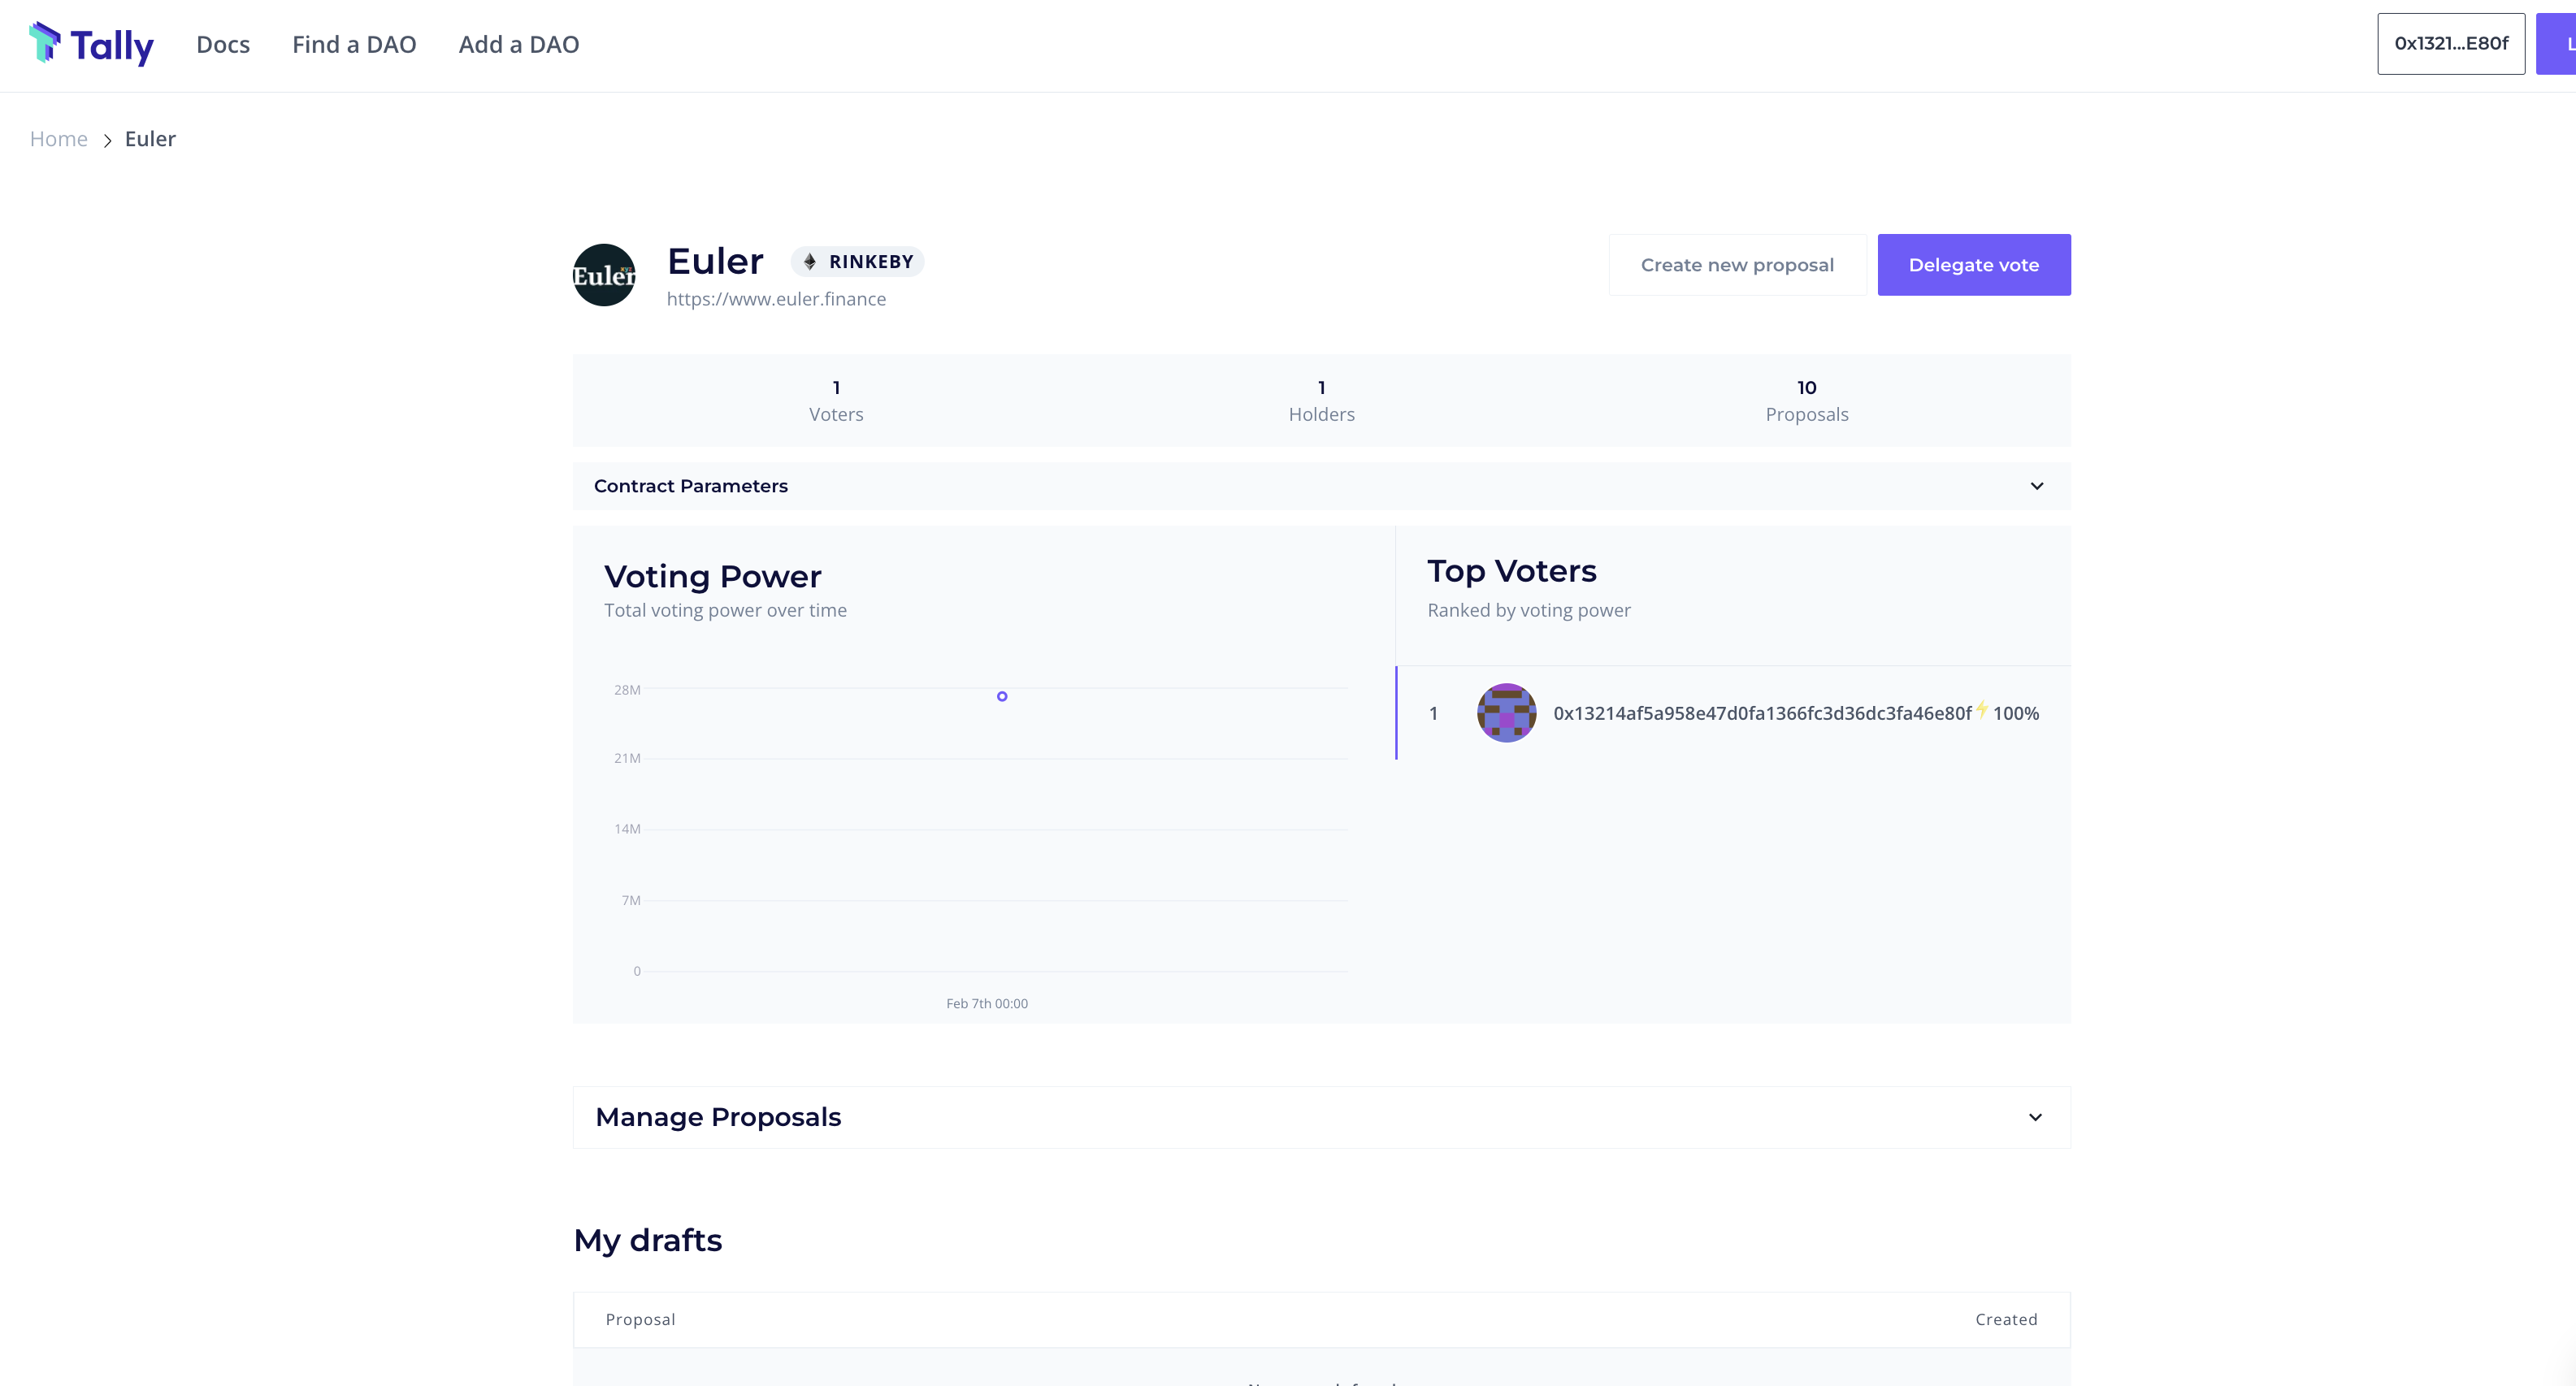 Tally
Docs
Find a DAO
Add a DAO
0x1321...E80f
Home > Euler
Euler
xyz
Euler
RINKEBY
https://www.euler.finance
Create new proposal
Delegate vote
1
Voters
1
Holders
10
Proposals
Contract Parameters
Voting Power
Total voting power over time
28M
21M
14M
7M
0
Feb 7th 00:00
Top Voters
Ranked by voting power
1
0x13214af5a958e47d0fa1366fc3d36dc3fa46e80f
100%
Manage Proposals
My drafts
Proposal
Created